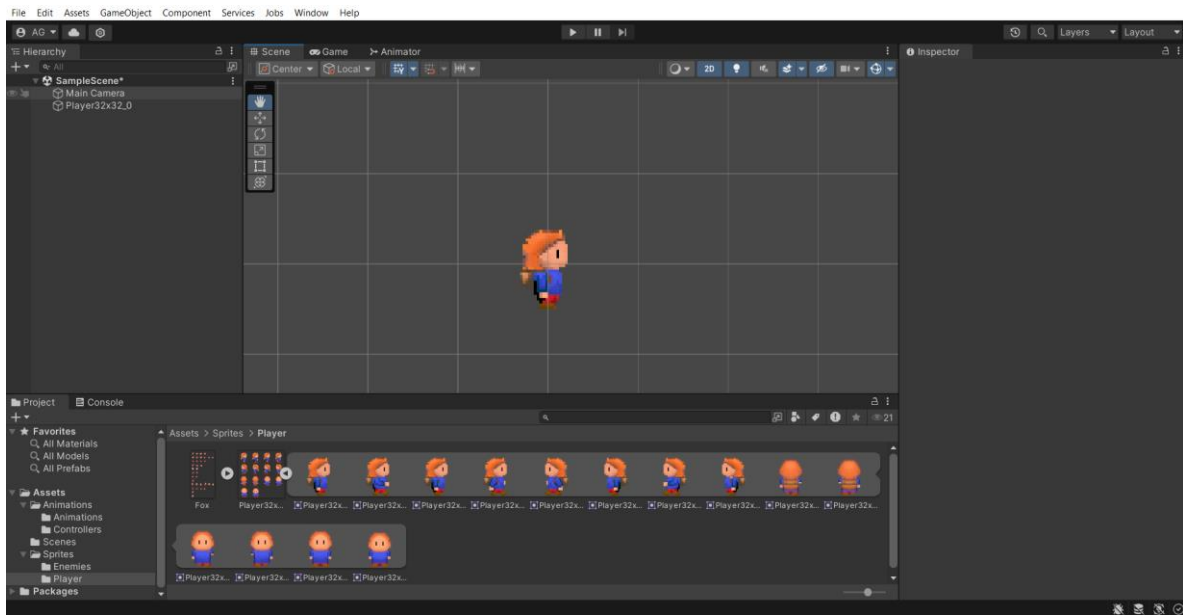 File Edit Assets GameObject Component Services Jobs Window Help
AG Layers Layout
Hierarchy
All
SampleScene*
Main Camera
Player32x32_0
Scene Game Animator
Center Local 2D
Inspector
Project Console
21
Favorites
All Materials
All Models
All Prefabs
Assets
Animations
Animations
Controllers
Scenes
Sprites
Enemies
Player
Packages
Assets > Sprites > Player
Fox Player32x... Player32x... Player32x... Player32x... Player32x... Player32x... Player32x... Player32x... Player32x... Player32x... Player32x...
Player32x... Player32x... Player32x... Player32x...